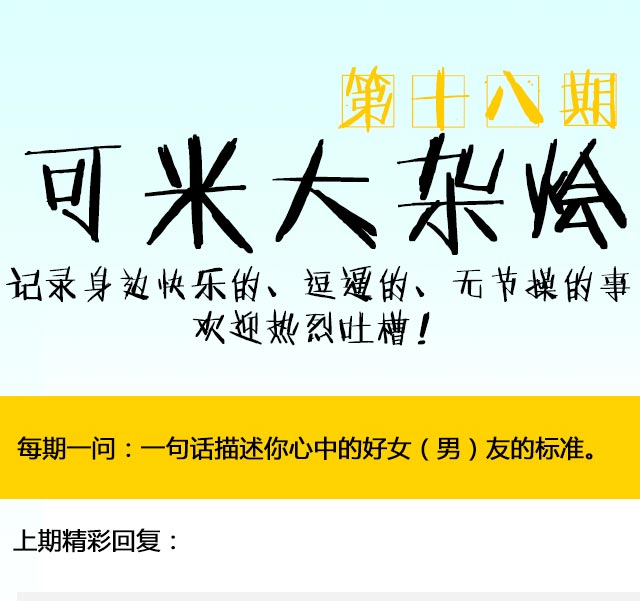 第十八期
可米大杂烩
记录身边快乐的、逗逼的、无节操的事
欢迎热烈吐槽！
每期一问：一句话描述你心中的好女（男）友的标准。
上期精彩回复：